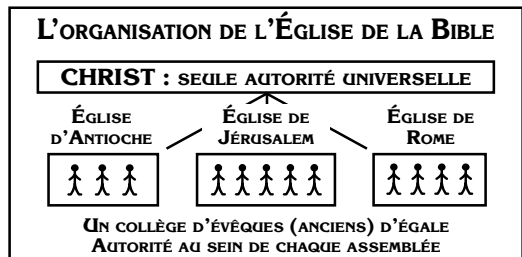 L'organisation de l'Église de la Bible
CHRIST : seule autorité universelle
Église d'Antioche
Église de Jérusalem
Église de Rome
Un collège d'évêques (anciens) d'égale
Autorité au sein de chaque assemblée